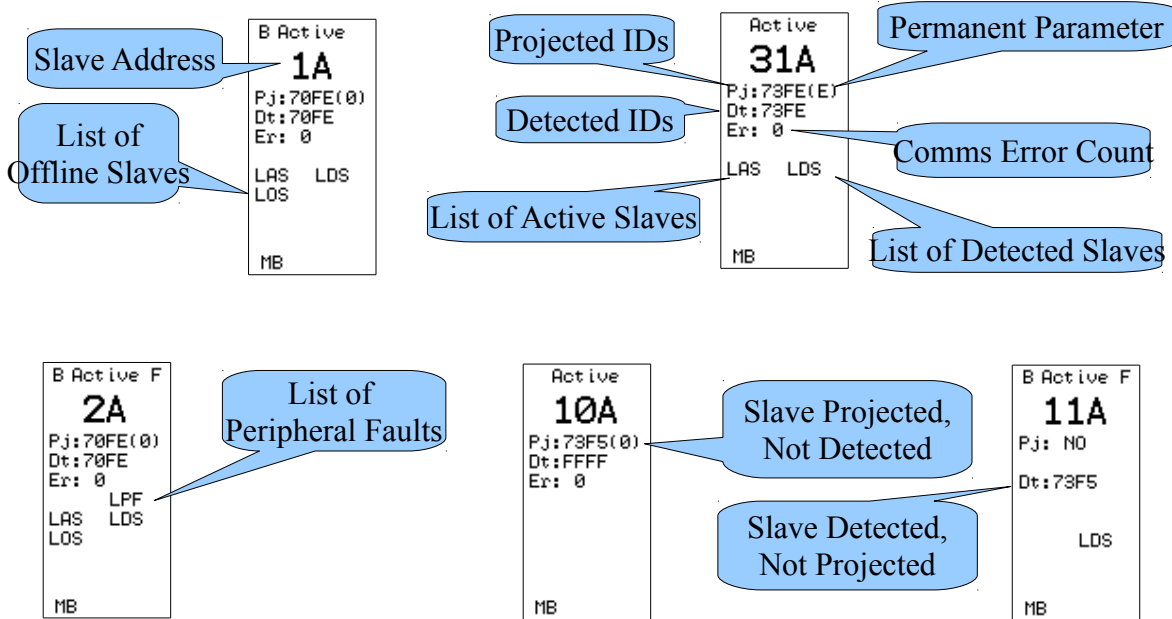 Slave Address
List of
Offline Slaves
B Active
1A
Pj:70FE(0)
Dt:70FE
Er: 0
LAS LDS
LOS
MB
Projected IDs
Detected IDs
List of Active Slaves
Active
31A
Pj:73FE(E)
Dt:73FE
Er: 0
LAS LDS
MB
Permanent Parameter
Comms Error Count
List of Detected Slaves
B Active F
2A
Pj:70FE(0)
Dt:70FE
Er: 0
LPF
LAS LDS
LOS
MB
List of
Peripheral Faults
Active
10A
Pj:73F5(0)
Dt:FFFF
Er: 0
MB
Slave Projected,
Not Detected
Slave Detected,
Not Projected
B Active F
11A
Pj: NO
Dt:73F5
LDS
MB